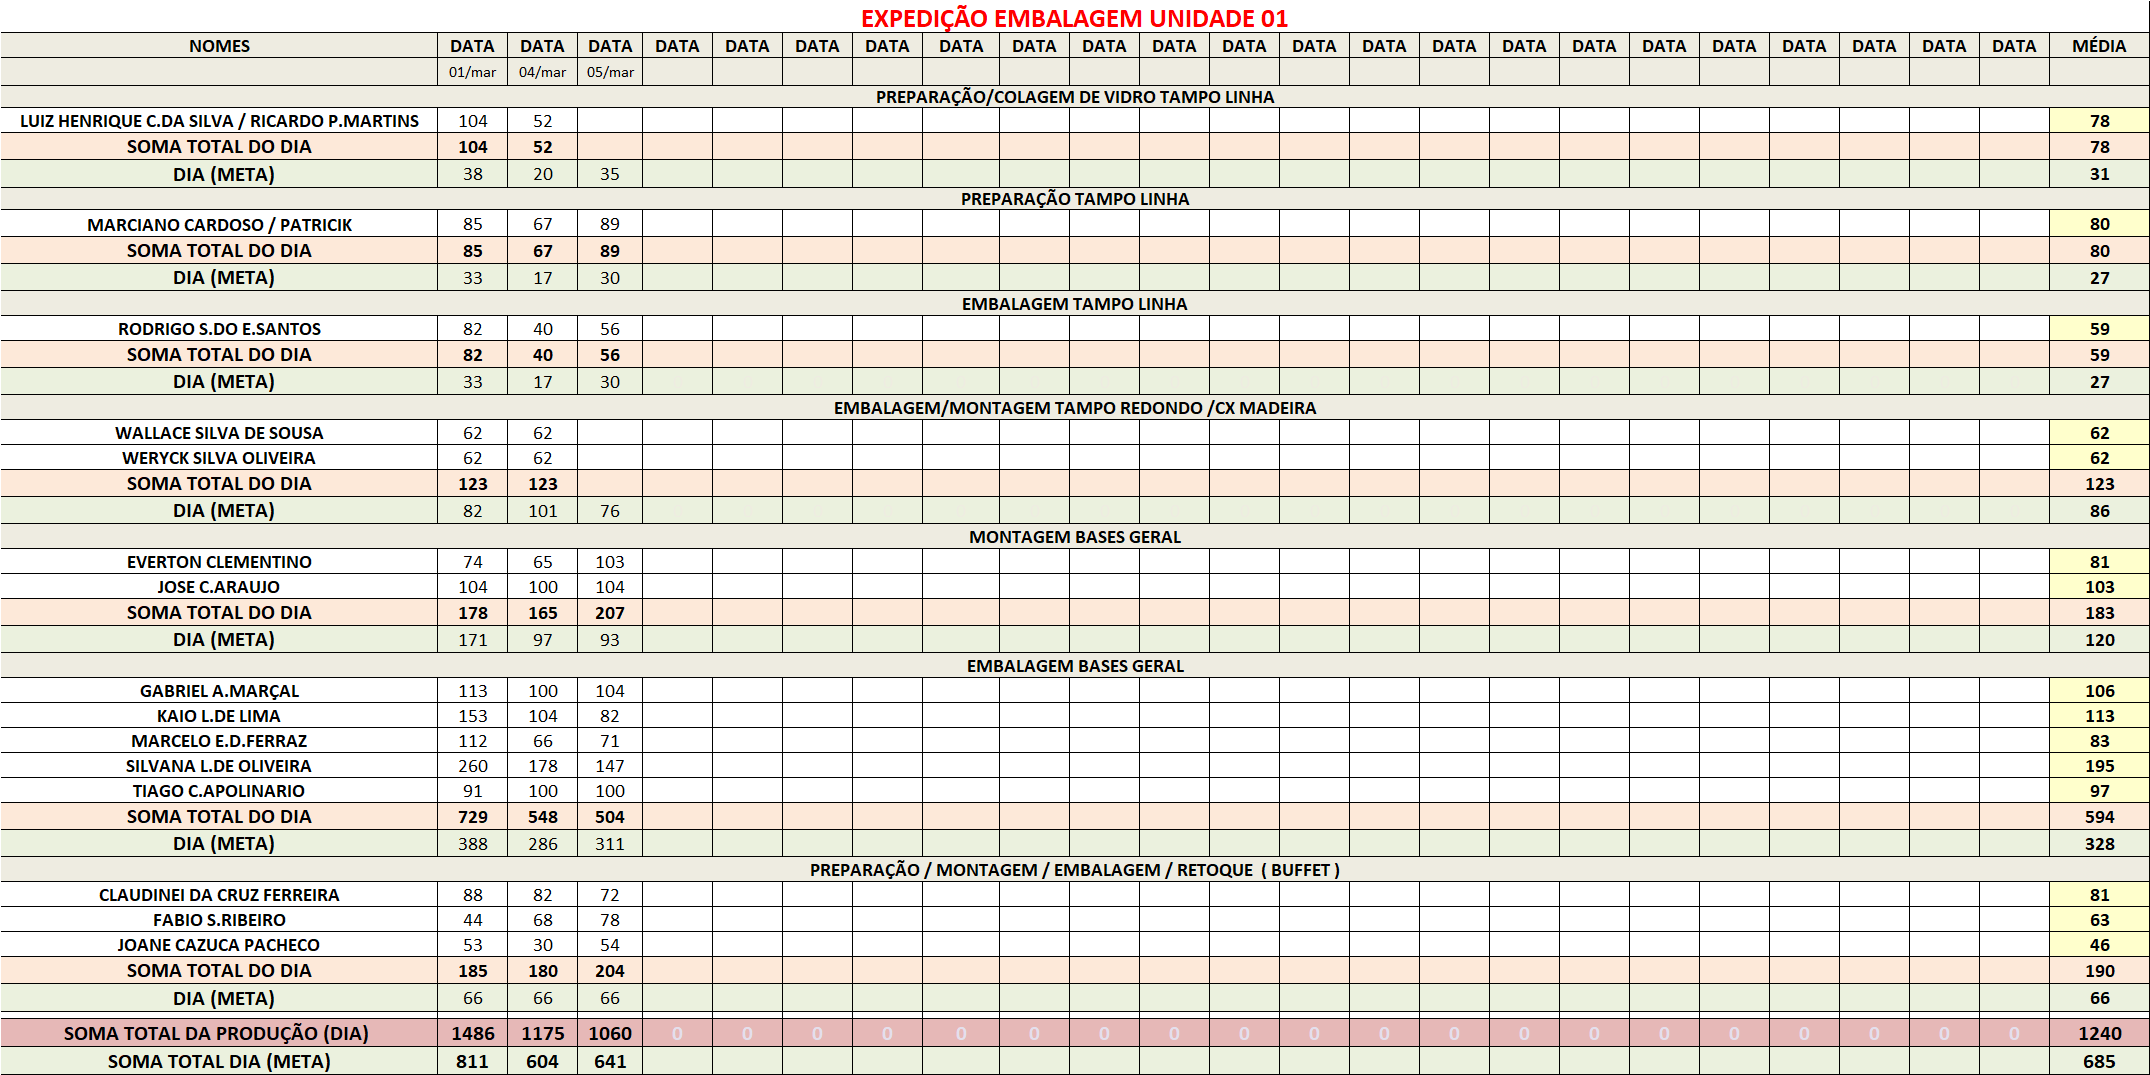 EXPEDIÇÃO EMBALAGEM UNIDADE 01
NOMES DATA DATA DATA DATA DATA DATA DATA DATA DATA DATA DATA DATA DATA DATA DATA DATA DATA DATA DATA DATA DATA DATA DATA MÉDIA
01/mar 04/mar 05/mar
PREPARAÇÃO/COLAGEM DE VIDRO TAMPO LINHA
LUIZ HENRIQUE C.DA SILVA / RICARDO P.MARTINS 104 52 78
SOMA TOTAL DO DIA 104 52 78
DIA (META) 38 20 35 31
PREPARAÇÃO TAMPO LINHA
MARCIANO CARDOSO / PATRICIK 85 67 89 80
SOMA TOTAL DO DIA 85 67 89 80
DIA (META) 33 17 30 27
EMBALAGEM TAMPO LINHA
RODRIGO S.DO E.SANTOS 82 40 56 59
SOMA TOTAL DO DIA 82 40 56 59
DIA (META) 33 17 30 27
EMBALAGEM/MONTAGEM TAMPO REDONDO /CX MADEIRA
WALLACE SILVA DE SOUSA 62 62 62
WERYCK SILVA OLIVEIRA 62 62 62
SOMA TOTAL DO DIA 123 123 123
DIA (META) 82 101 76 86
MONTAGEM BASES GERAL
EVERTON CLEMENTINO 74 65 103 81
JOSE C.ARAUJO 104 100 104 103
SOMA TOTAL DO DIA 178 165 207 183
DIA (META) 171 97 93 120
EMBALAGEM BASES GERAL
GABRIEL A.MARÇAL 113 100 104 106
KAIO L.DE LIMA 153 104 82 113
MARCELO E.D.FERRAZ 112 66 71 83
SILVANA L.DE OLIVEIRA 260 178 147 195
TIAGO C.APOLINARIO 91 100 100 97
SOMA TOTAL DO DIA 729 548 504 594
DIA (META) 388 286 311 328
PREPARAÇÃO / MONTAGEM / EMBALAGEM / RETOQUE ( BUFFET )
CLAUDINEI DA CRUZ FERREIRA 88 82 72 81
FABIO S.RIBEIRO 44 68 78 63
JOANE CAZUCA PACHECO 53 30 54 46
SOMA TOTAL DO DIA 185 180 204 190
DIA (META) 66 66 66 66
SOMA TOTAL DA PRODUÇÃO (DIA) 1486 1175 1060 0 0 0 0 0 0 0 0 0 0 0 0 0 0 0 0 0 0 0 0 1240
SOMA TOTAL DIA (META) 811 604 641 685